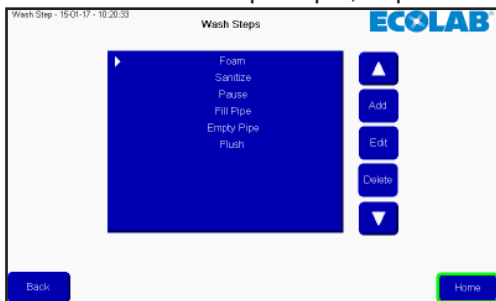 Wash Step - 15-01-17 - 10:20:33
Wash Steps
ECOLAB
Foam
Sanitize
Pause
Fill Pipe
Empty Pipe
Flush
Add
Edit
Delete
Back
Home